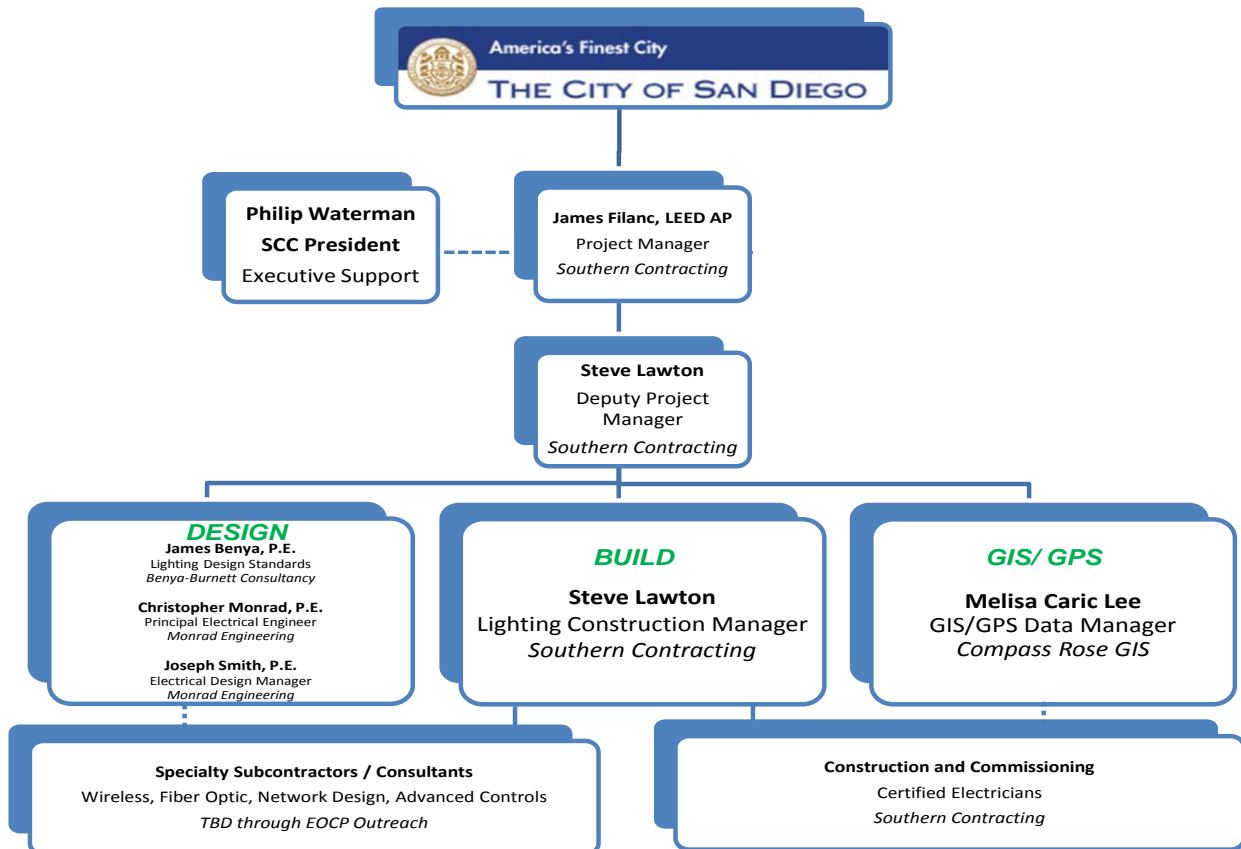 America's Finest City
THE CITY OF SAN DIEGO
Philip Waterman
SCC President
Executive Support
James Filanc, LEED AP
Project Manager
Southern Contracting
Steve Lawton
Deputy Project
Manager
Southern Contracting
DESIGN
James Benya, P.E.
Lighting Design Standards
Benya-Burnett Consultancy
Christopher Monrad, P.E.
Principal Electrical Engineer
Monrad Engineering
Joseph Smith, P.E.
Electrical Design Manager
Monrad Engineering
BUILD
Steve Lawton
Lighting Construction Manager
Southern Contracting
GIS/ GPS
Melisa Caric Lee
GIS/GPS Data Manager
Compass Rose GIS
Specialty Subcontractors / Consultants
Wireless, Fiber Optic, Network Design, Advanced Controls
TBD through EOCP Outreach
Construction and Commissioning
Certified Electricians
Southern Contracting